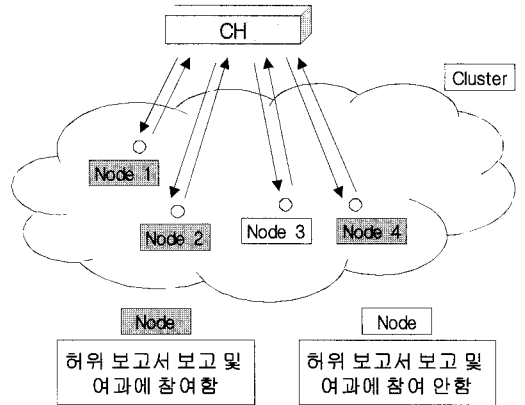 CH
Cluster
Node 1
Node 2
Node 3
Node 4
Node
허위 보고서 보고 및
여과에 참여함
Node
허위 보고서 보고 및
여과에 참여 안함